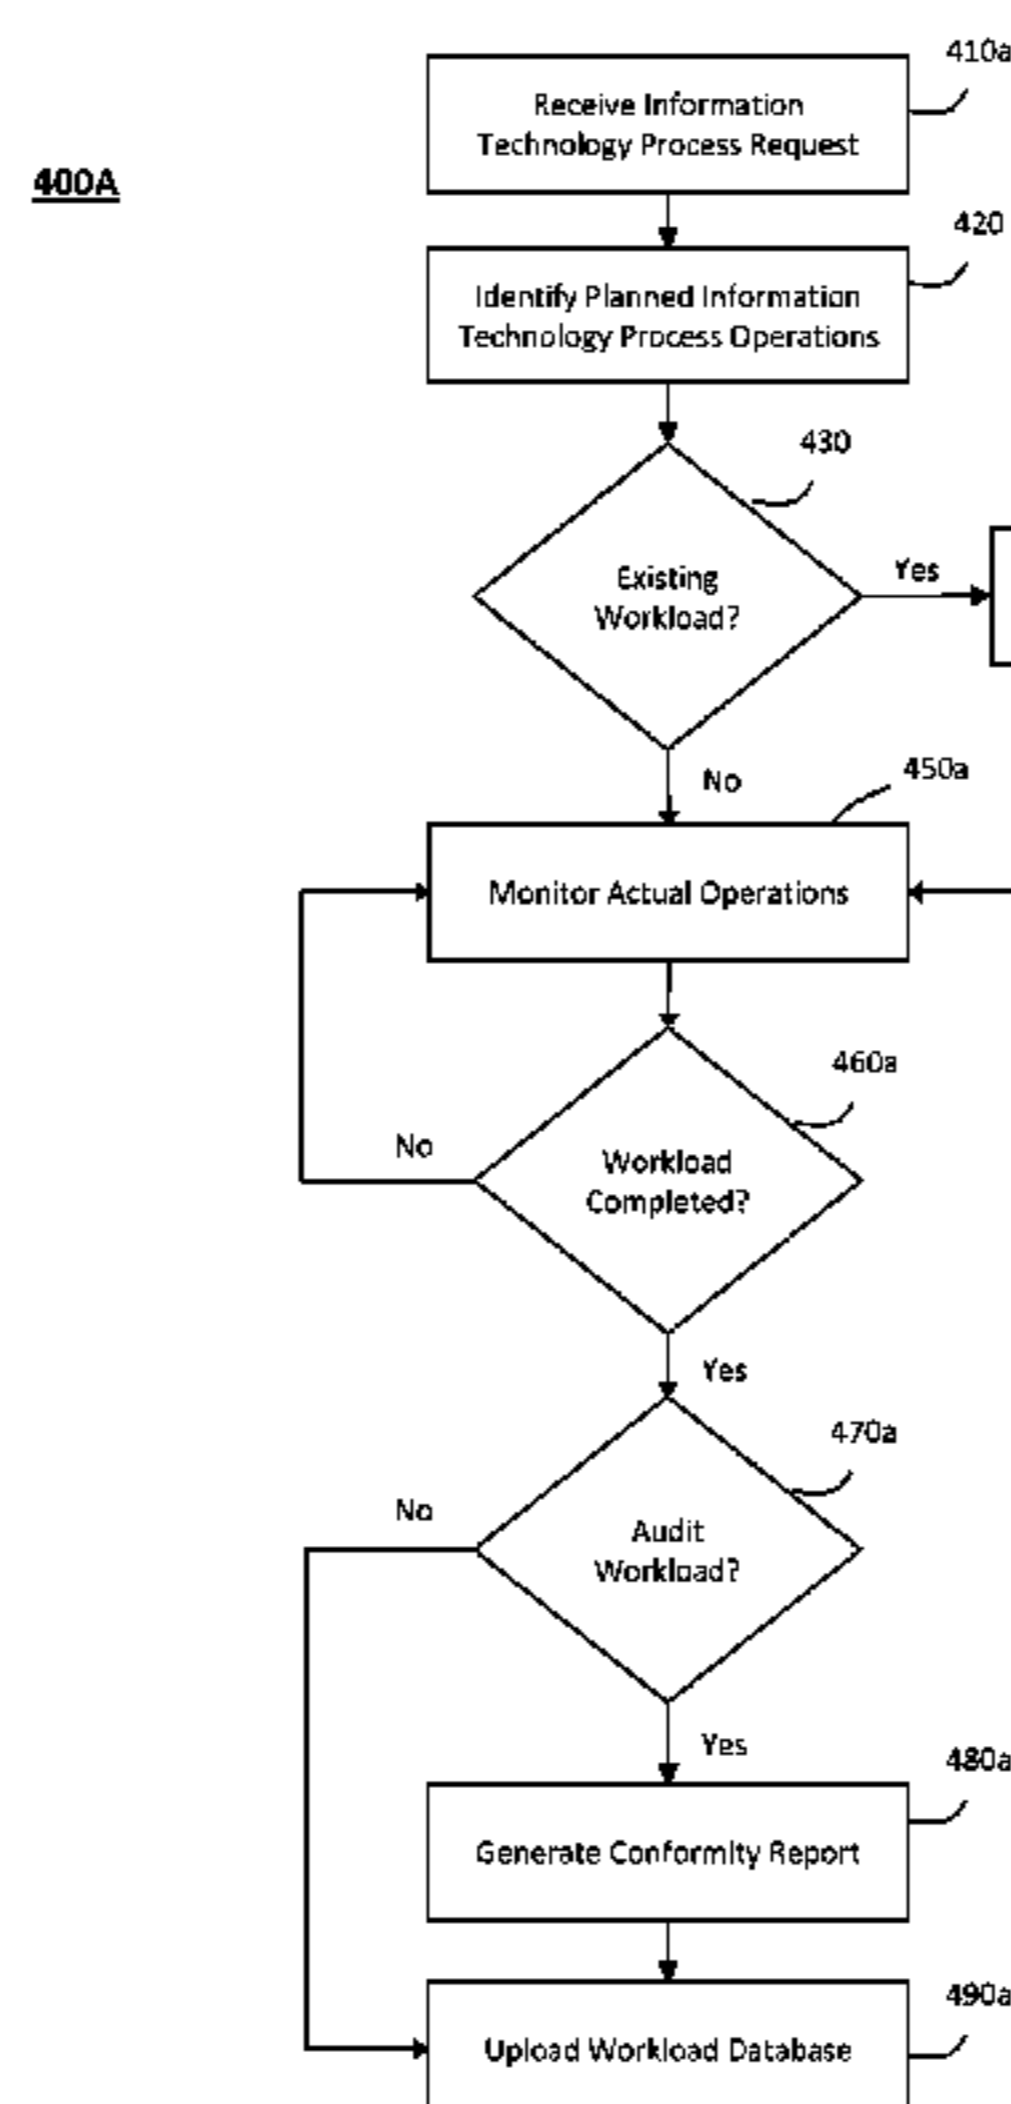 410a
Receive Information
Technology Process Request
400A
420
Identify Planned Information
Technology Process Operations
430
Existing
Workload?
Yes
No
450a
Monitor Actual Operations
460a
No
Workload
Completed?
Yes
470a
No
Audit
Workload?
Yes
480a
Generate Conformity Report
490a
Upload Workload Database